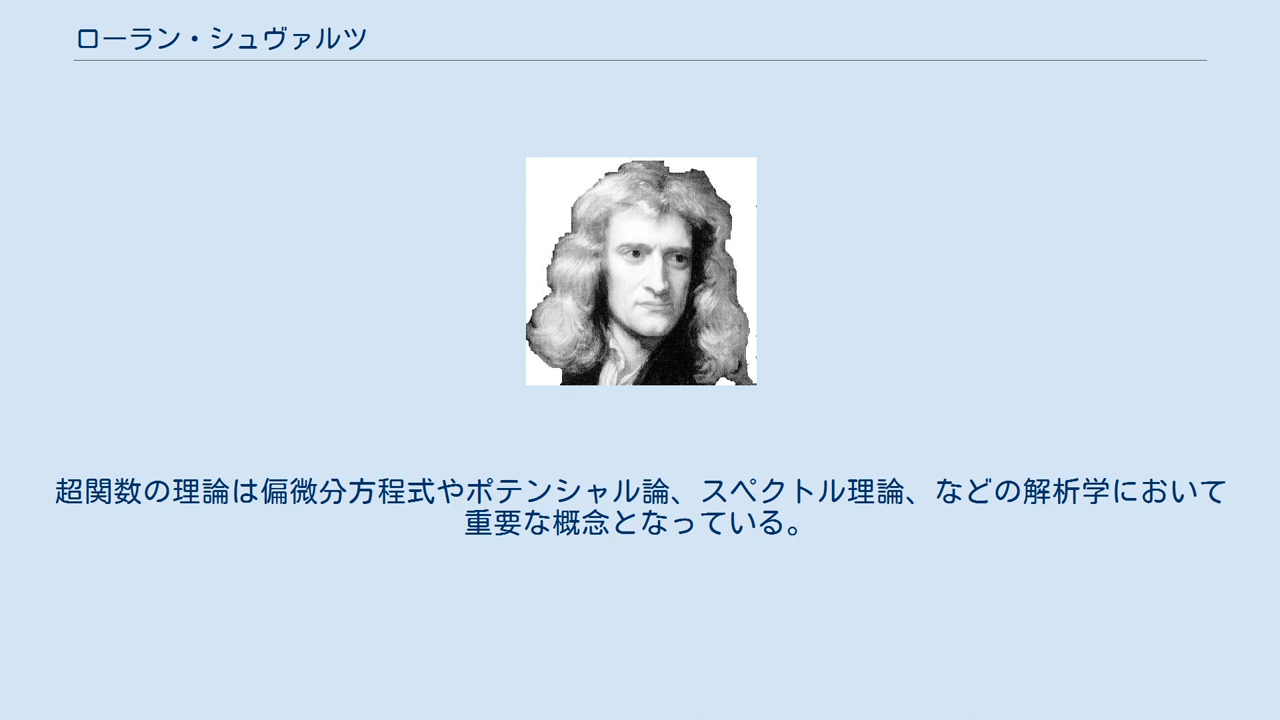 ローラン・シュヴァルツ
超関数の理論は偏微分方程式やポテンシャル論、スペクトル理論、などの解析学において
重要な概念となっている。